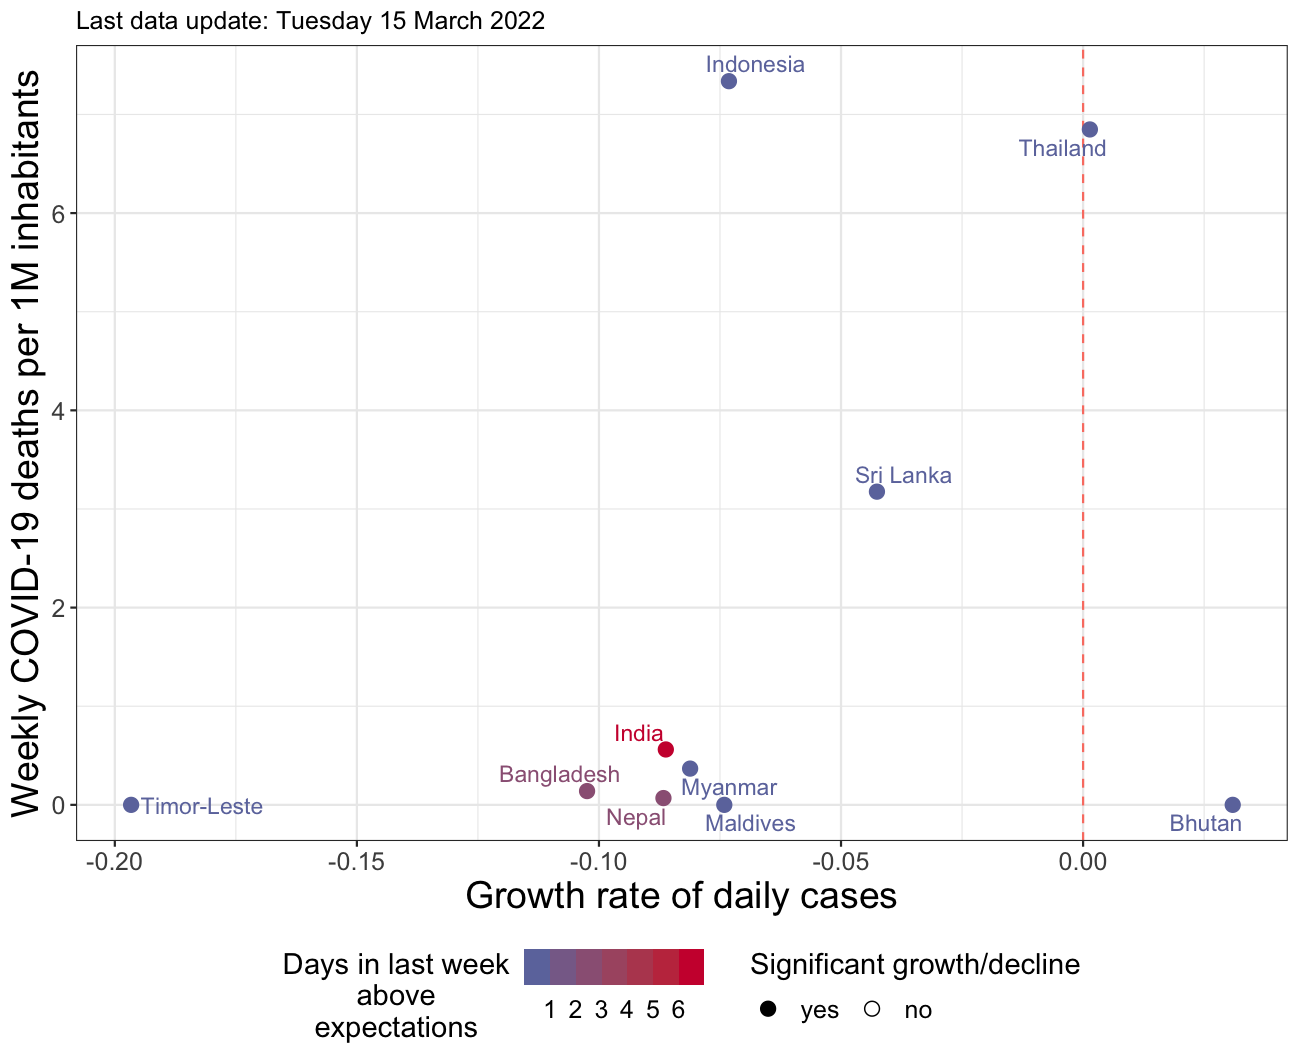 Last data update: Tuesday 15 March 2022
Weekly COVID-19 deaths per 1M inhabitants
6
4
2
0
Indonesia
Thailand
Sri Lanka
India
Bangladesh
Myanmar
Timor-Leste
Nepal
Maldives
Bhutan
-0.20 -0.15 -0.10 -0.05 0.00
Growth rate of daily cases
Days in last week
above
expectations
1 2 3 4 5 6
Significant growth/decline
yes no